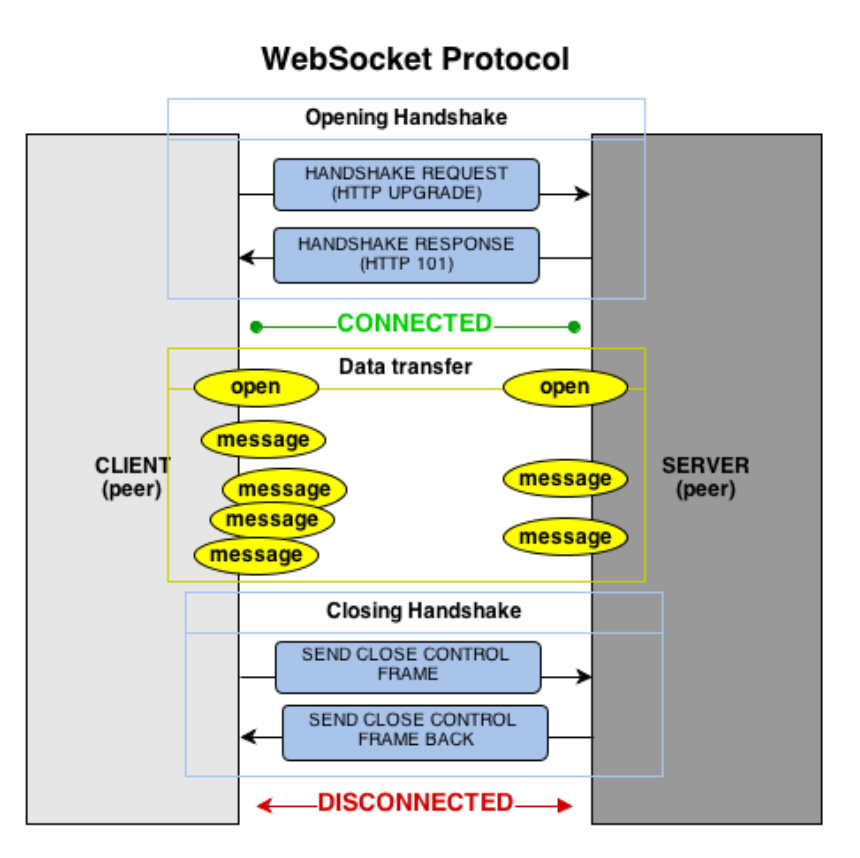 WebSocket Protocol
Opening Handshake
HANDSHAKE REQUEST
(HTTP UPGRADE)
HANDSHAKE RESPONSE
(HTTP 101)
CONNECTED
Data transfer
open
open
message
CLIENT
(peer)
message
message
message
message
message
SERVER
(peer)
Closing Handshake
SEND CLOSE CONTROL
FRAME
SEND CLOSE CONTROL
FRAME BACK
DISCONNECTED